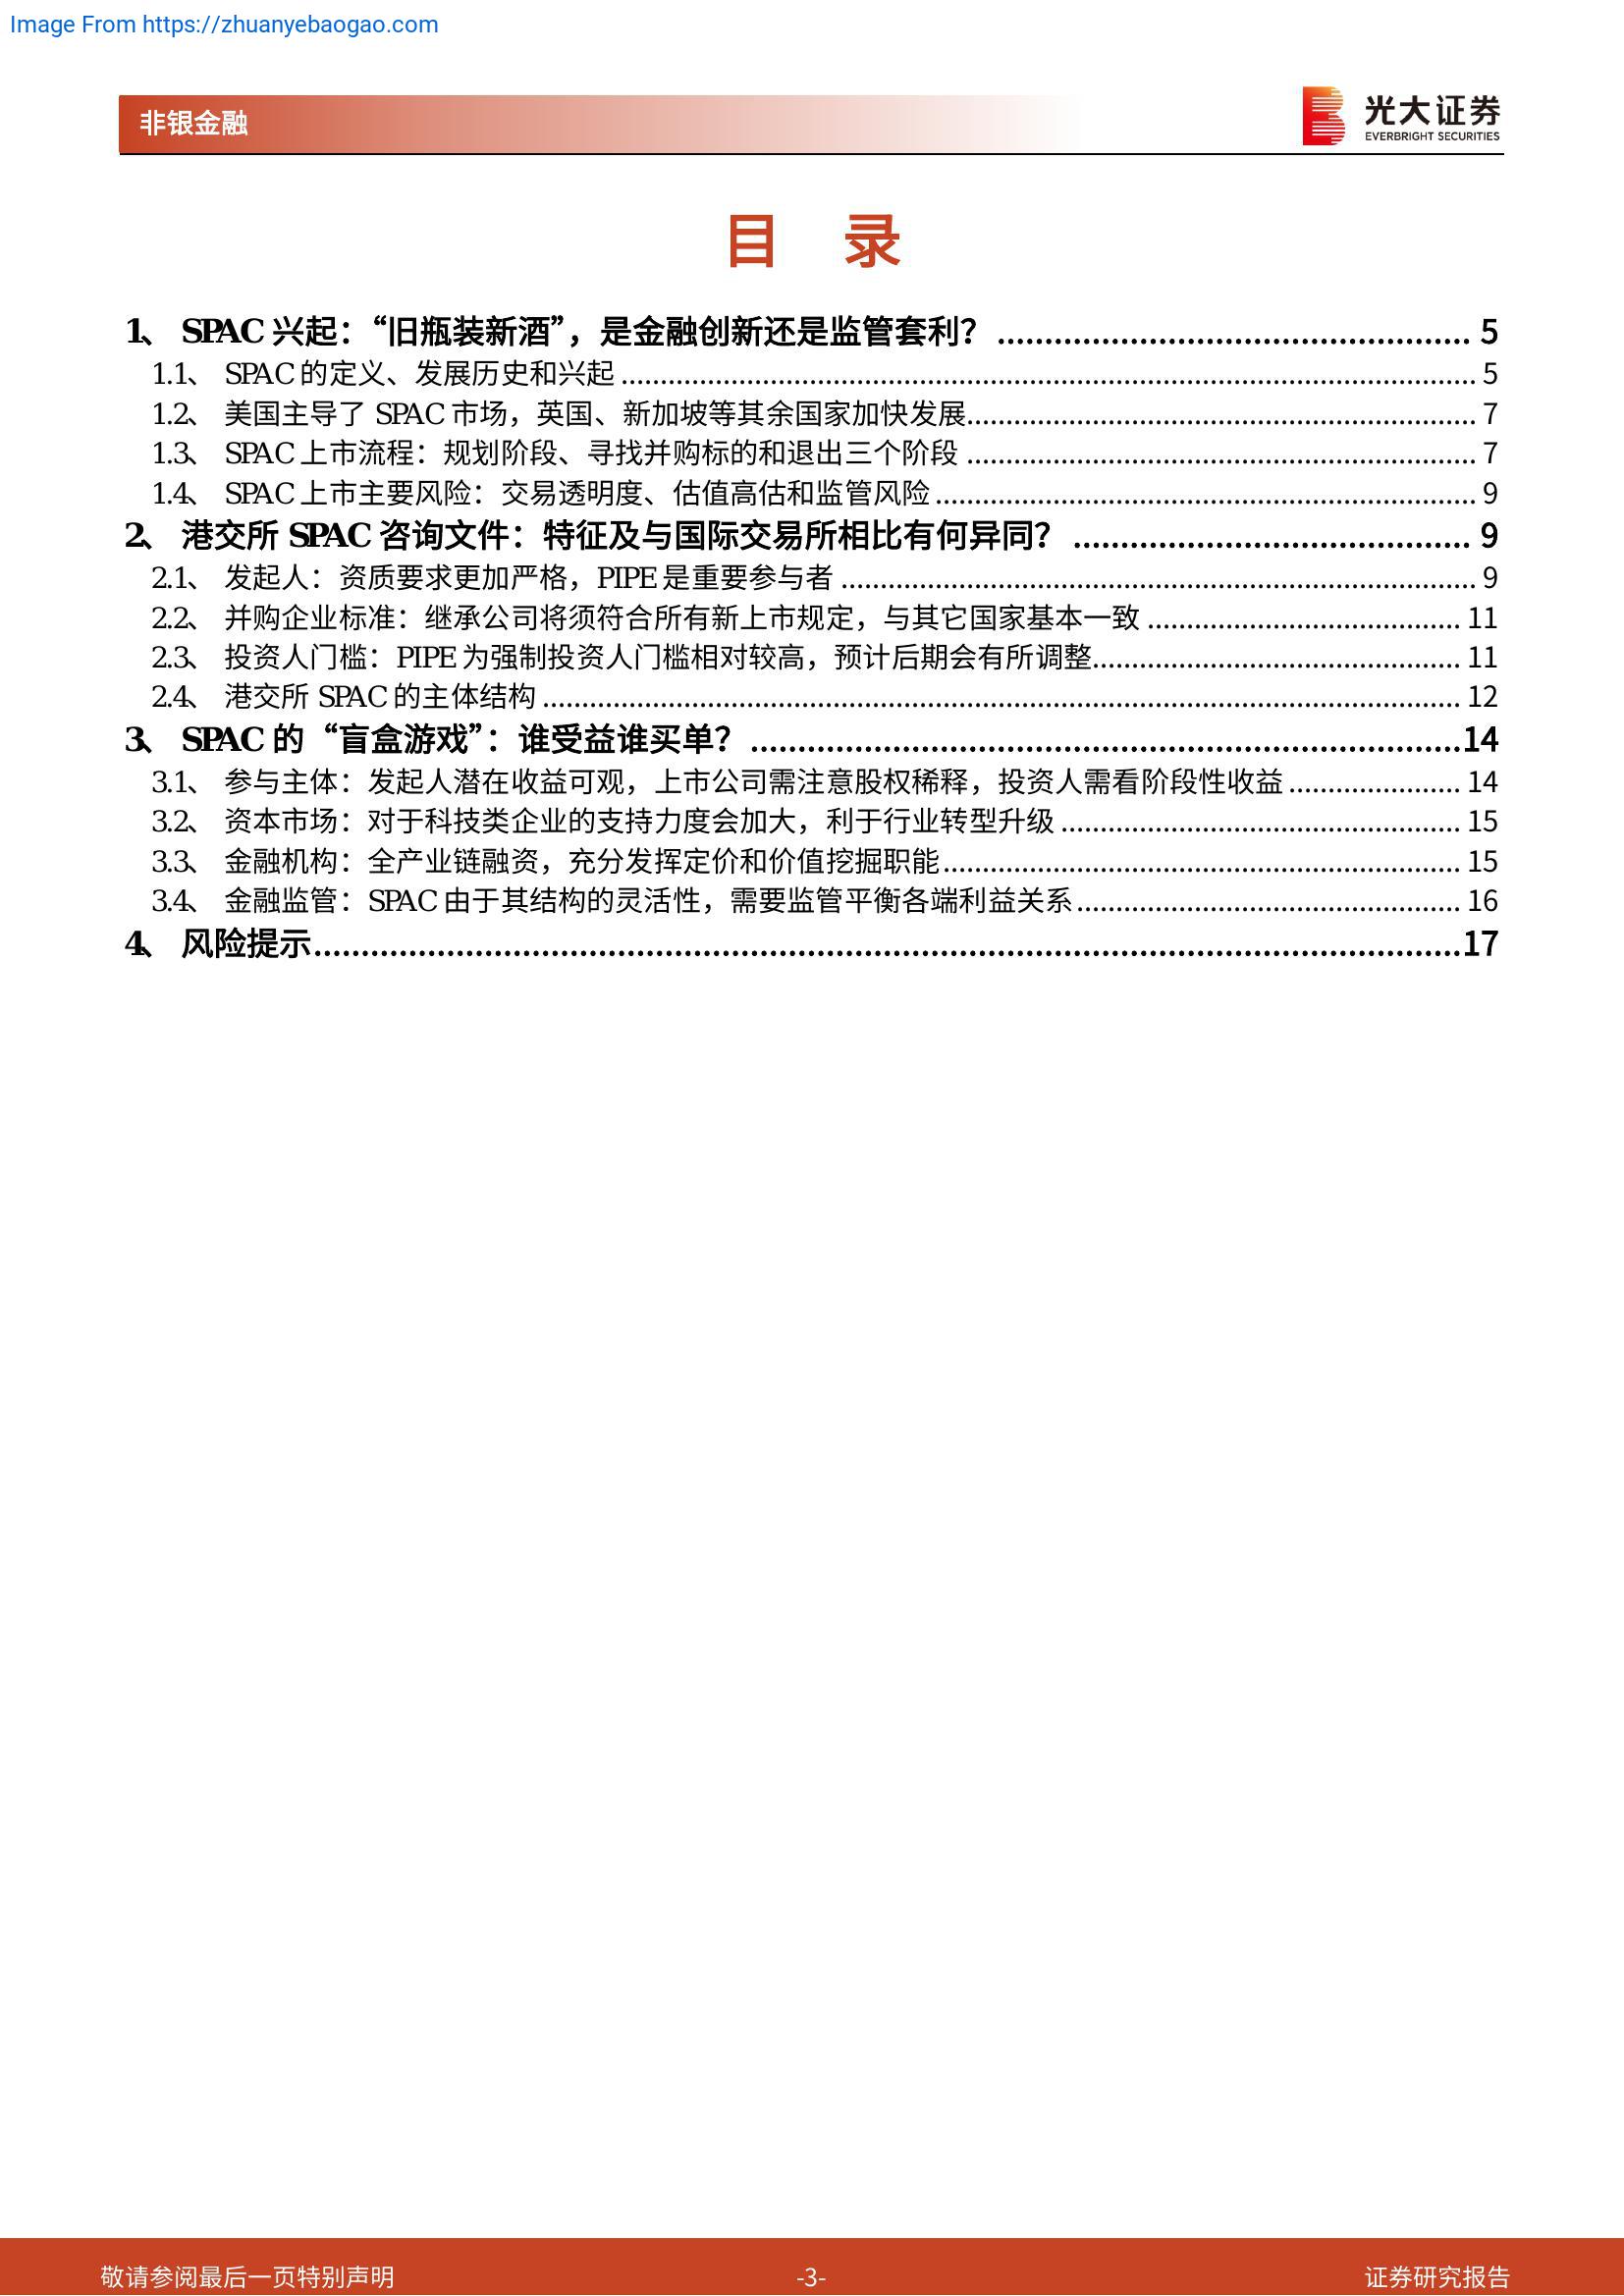 Image From https://zhuanyebaogao.com
非银金融
光大证券
EVERBRIGHT SECURITIES
目 录
1、 SPAC 兴起：“旧瓶装新酒”，是金融创新还是监管套利？ 5
1.1、 SPAC 的定义、发展历史和兴起 5
1.2、 美国主导了 SPAC 市场，英国、新加坡等其余国家加快发展 7
1.3、 SPAC 上市流程：规划阶段、寻找并购标的和退出三个阶段 7
1.4、 SPAC 上市主要风险：交易透明度、估值高估和监管风险 9
2、 港交所 SPAC 咨询文件：特征及与国际交易所相比有何异同？ 9
2.1、 发起人：资质要求更加严格，PIPE 是重要参与者 9
2.2、 并购企业标准：继承公司将须符合所有新上市规定，与其它国家基本一致 11
2.3、 投资人门槛：PIPE 为强制投资人门槛相对较高，预计后期会有所调整 11
2.4、 港交所 SPAC 的主体结构 12
3、 SPAC 的“盲盒游戏”：谁受益谁买单？ 14
3.1、 参与主体：发起人潜在收益可观，上市公司需注意股权稀释，投资人需看阶段性收益 14
3.2、 资本市场：对于科技类企业的支持力度会加大，利于行业转型升级 15
3.3、 金融机构：全产业链融资，充分发挥定价和价值挖掘职能 15
3.4、 金融监管：SPAC 由于其结构的灵活性，需要监管平衡各端利益关系 16
4、 风险提示 17
敬请参阅最后一页特别声明 -3- 证券研究报告